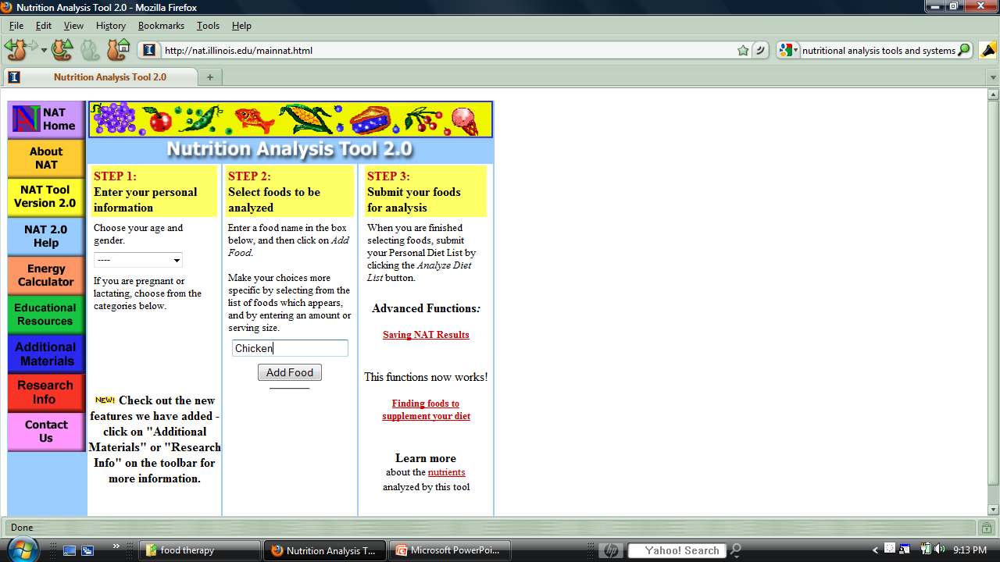 Nutrition Analysis Tool 2.0 - Mozilla Firefox
File Edit View History Bookmarks Tools Help
http://nat.illinois.edu/mainnat.html
nutritional analysis tools and systems
Nutrition Analysis Tool 2.0
NAT
Home
About
NAT
NAT Tool
Version 2.0
NAT 2.0
Help
Energy
Calculator
Educational
Resources
Additional
Materials
Research
Info
Contact
Us
Nutrition Analysis Tool 2.0
STEP 1:
Enter your personal
information
Choose your age and
gender.
----
If you are pregnant or
lactating, choose from the
categories below.
NEW! Check out the new
features we have added -
click on "Additional
Materials" or "Research
Info" on the toolbar for
more information.
STEP 2:
Select foods to be
analyzed
Enter a food name in the box
below, and then click on Add
Food.
Make your choices more
specific by selecting from the
list of foods which appears,
and by entering an amount or
serving size.
Chicken
Add Food
STEP 3:
Submit your foods
for analysis
When you are finished
selecting foods, submit
your Personal Diet List by
clicking the Analyze Diet
List button.
Advanced Functions:
Saving NAT Results
This functions now works!
Finding foods to
supplement your diet
Learn more
about the nutrients
analyzed by this tool
Done
food therapy
Nutrition Analysis T...
Microsoft PowerPoi...
hp
Yahoo! Search
9:13 PM